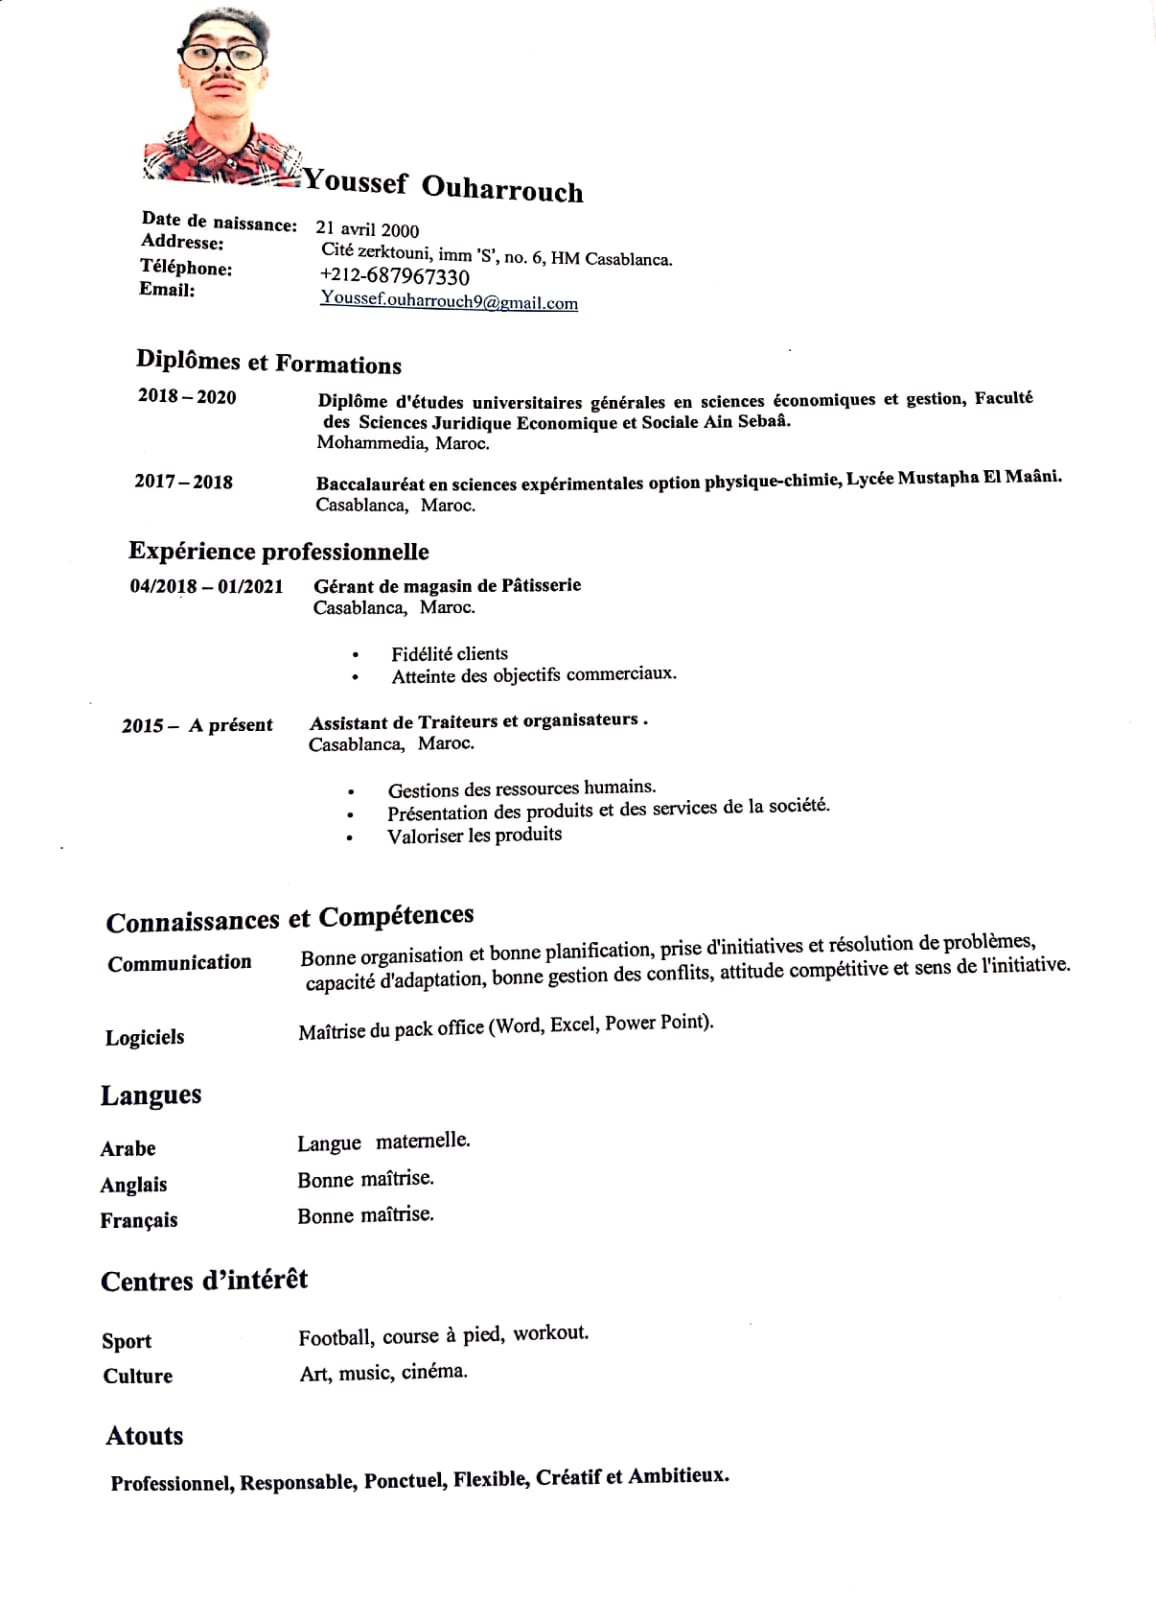 Youssef Ouharrouch
Date de naissance: 21 avril 2000
Addresse: Cité zerktouni, imm 'S', no. 6, HM Casablanca.
Téléphone: +212-687967330
Email: Youssef.ouharrouch9@gmail.com
Diplômes et Formations
2018 – 2020 Diplôme d'études universitaires générales en sciences économiques et gestion, Faculté
des Sciences Juridique Economique et Sociale Ain Sebaâ.
Mohammedia, Maroc.
2017 – 2018 Baccalauréat en sciences expérimentales option physique-chimie, Lycée Mustapha El Maâni.
Casablanca, Maroc.
Expérience professionnelle
04/2018 – 01/2021 Gérant de magasin de Pâtisserie
Casablanca, Maroc.
• Fidélité clients
• Atteinte des objectifs commerciaux.
2015 – A présent Assistant de Traiteurs et organisateurs .
Casablanca, Maroc.
• Gestions des ressources humains.
• Présentation des produits et des services de la société.
• Valoriser les produits
Connaissances et Compétences
Communication Bonne organisation et bonne planification, prise d'initiatives et résolution de problèmes,
capacité d'adaptation, bonne gestion des conflits, attitude compétitive et sens de l'initiative.
Logiciels Maîtrise du pack office (Word, Excel, Power Point).
Langues
Arabe Langue maternelle.
Anglais Bonne maîtrise.
Français Bonne maîtrise.
Centres d’intérêt
Sport Football, course à pied, workout.
Culture Art, music, cinéma.
Atouts
Professionnel, Responsable, Ponctuel, Flexible, Créatif et Ambitieux.